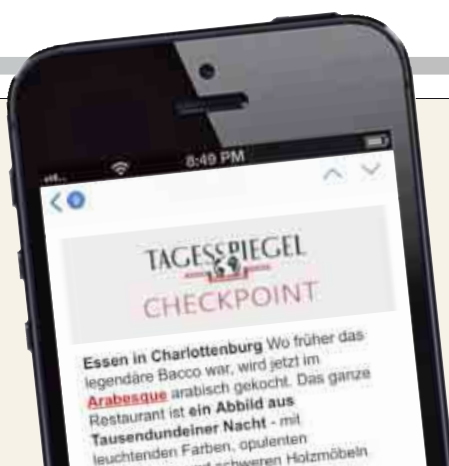 8:49 PM
TAGESSPIEGEL
CHECKPOINT
Essen in Charlottenburg Wo früher das
legendäre Bacco war, wird jetzt im
Arabesque arabisch gekocht. Das ganze
Restaurant ist ein Abbild aus
Tausendundeiner Nacht - mit
leuchtenden Farben, opulenten
schweren Holzmöbeln